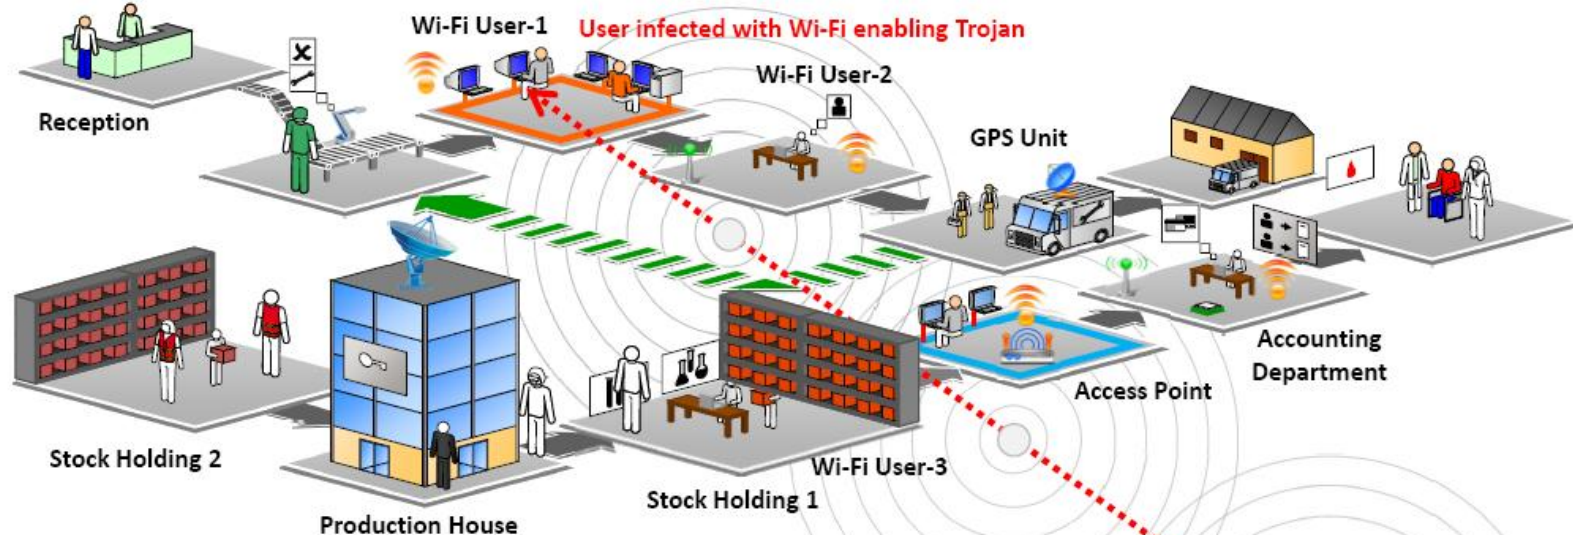 Wi-Fi User-1
User infected with Wi-Fi enabling Trojan
Wi-Fi User-2
Reception
GPS Unit
Accounting
Department
Access Point
Stock Holding 2
Wi-Fi User-3
Stock Holding 1
Production House